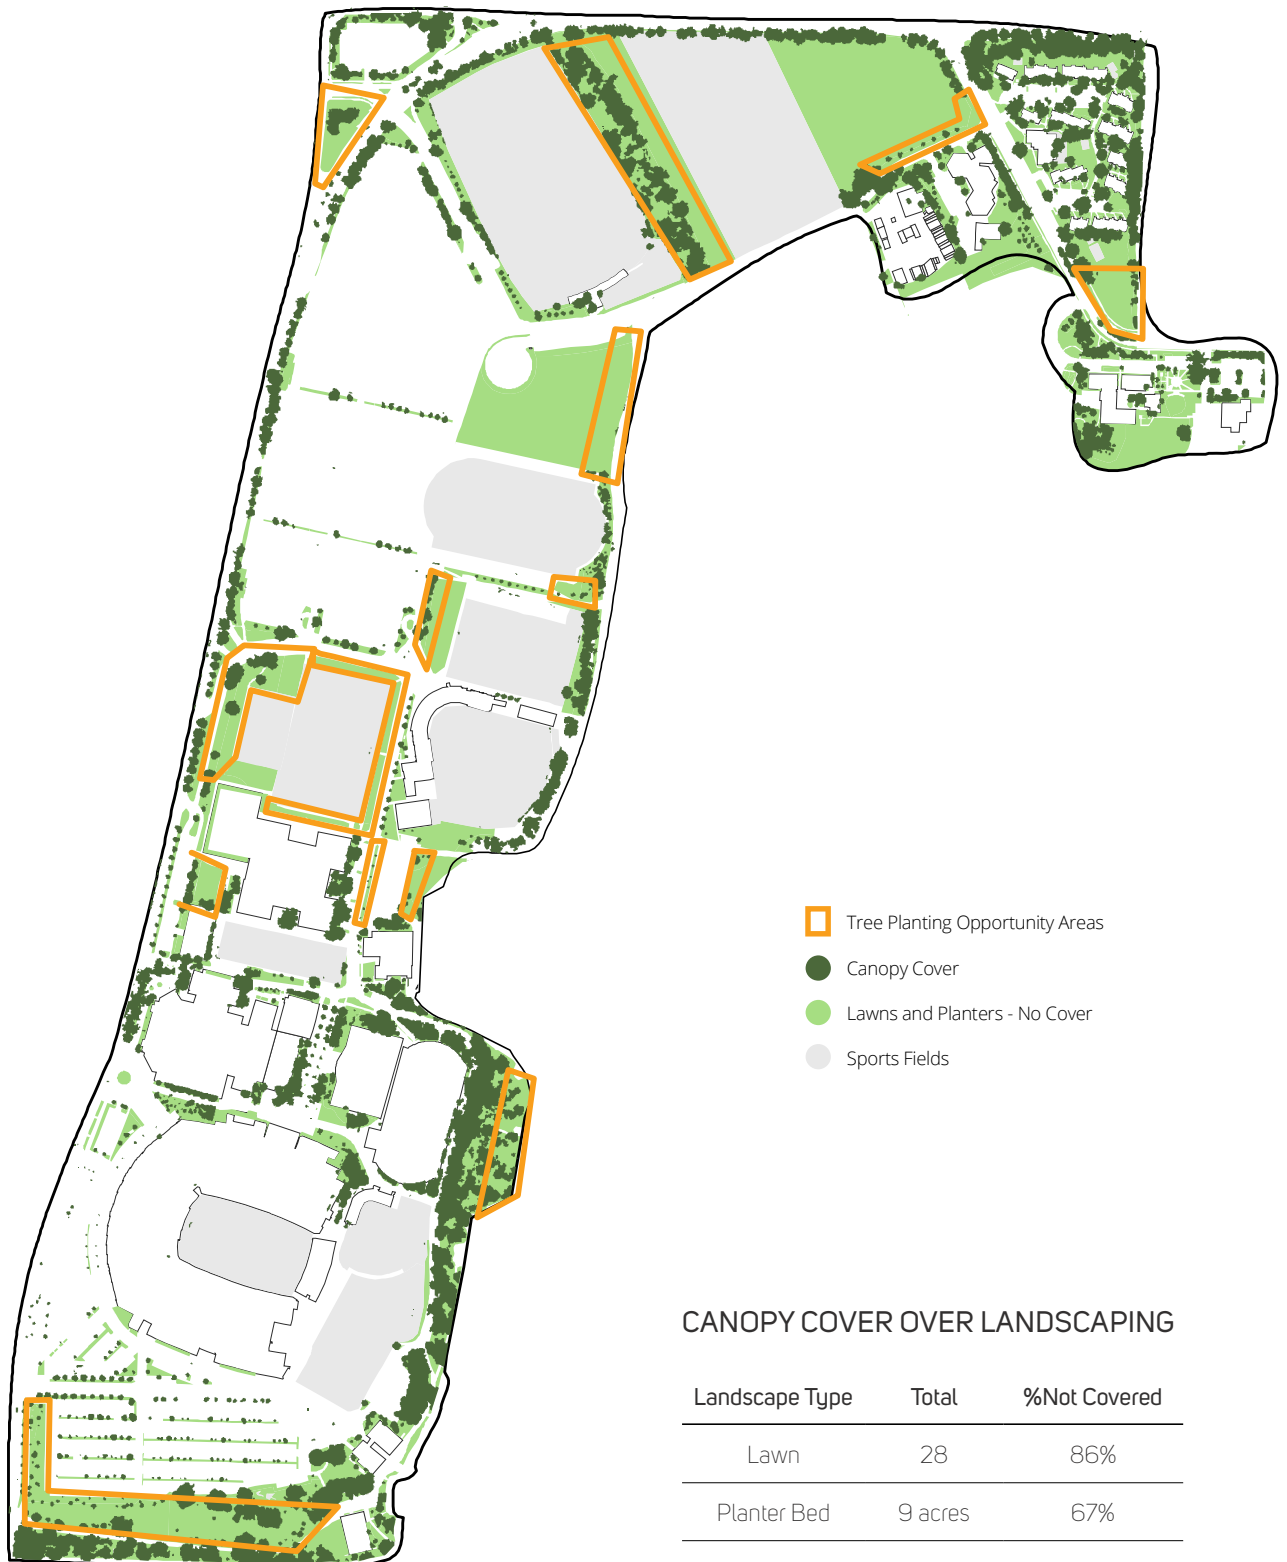 Tree Planting Opportunity Areas
Canopy Cover
Lawns and Planters - No Cover
Sports Fields
CANOPY COVER OVER LANDSCAPING
Landscape Type Total %Not Covered
Lawn 28 86%
Planter Bed 9 acres 67%